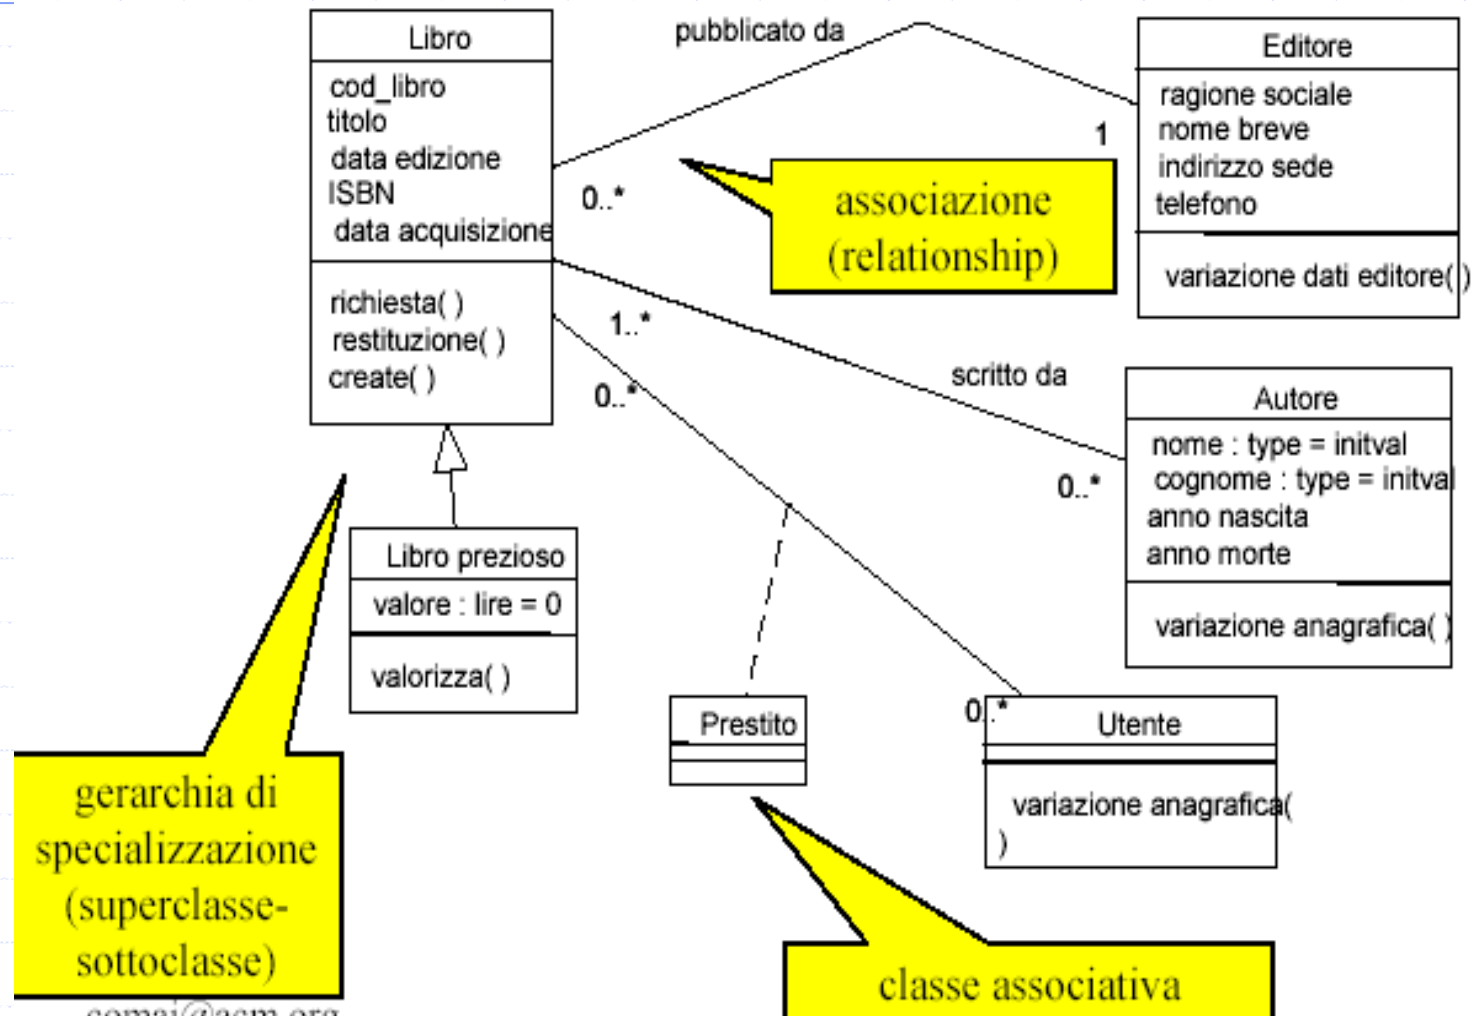 Libro
cod_libro
titolo
data edizione
ISBN
data acquisizione
richiesta( )
restituzione( )
create( )
pubblicato da
0..*
1
Editore
ragione sociale
nome breve
indirizzo sede
telefono
variazione dati editore( )
associazione
(relationship)
1..*
scritto da
0..*
Autore
nome : type = initval
cognome : type = initval
anno nascita
anno morte
variazione anagrafica( )
0..*
0..*
Libro prezioso
valore : lire = 0
valorizza( )
Prestito
Utente
variazione anagrafica(
)
gerarchia di
specializzazione
(superclasse-
sottoclasse)
classe associativa
comai@acm.org